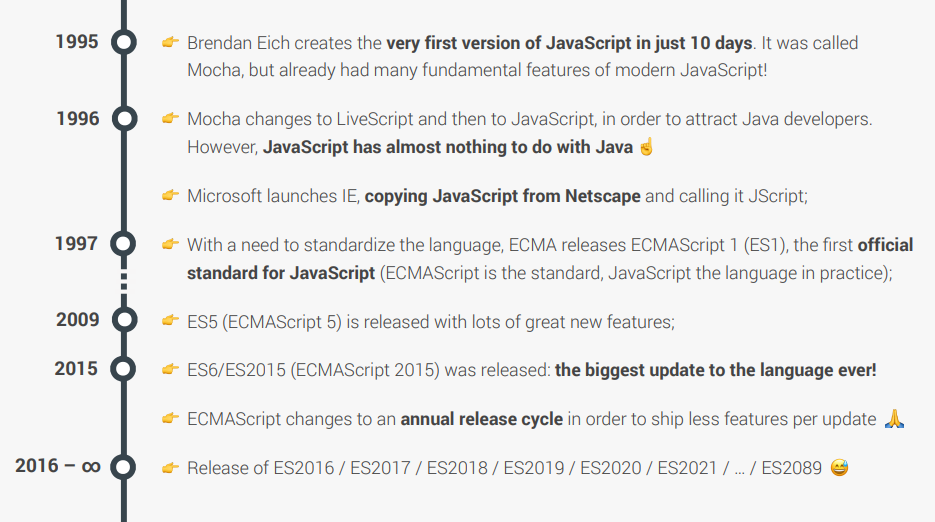 1995 👉 Brendan Eich creates the very first version of JavaScript in just 10 days. It was called
Mocha, but already had many fundamental features of modern JavaScript!
1996 👉 Mocha changes to LiveScript and then to JavaScript, in order to attract Java developers.
However, JavaScript has almost nothing to do with Java ☝️
👉 Microsoft launches IE, copying JavaScript from Netscape and calling it JScript;
1997 👉 With a need to standardize the language, ECMA releases ECMAScript 1 (ES1), the first official
standard for JavaScript (ECMAScript is the standard, JavaScript the language in practice);
2009 👉 ES5 (ECMAScript 5) is released with lots of great new features;
2015 👉 ES6/ES2015 (ECMAScript 2015) was released: the biggest update to the language ever!
👉 ECMAScript changes to an annual release cycle in order to ship less features per update 🙏
2016 – ∞ 👉 Release of ES2016 / ES2017 / ES2018 / ES2019 / ES2020 / ES2021 / … / ES2089 😅